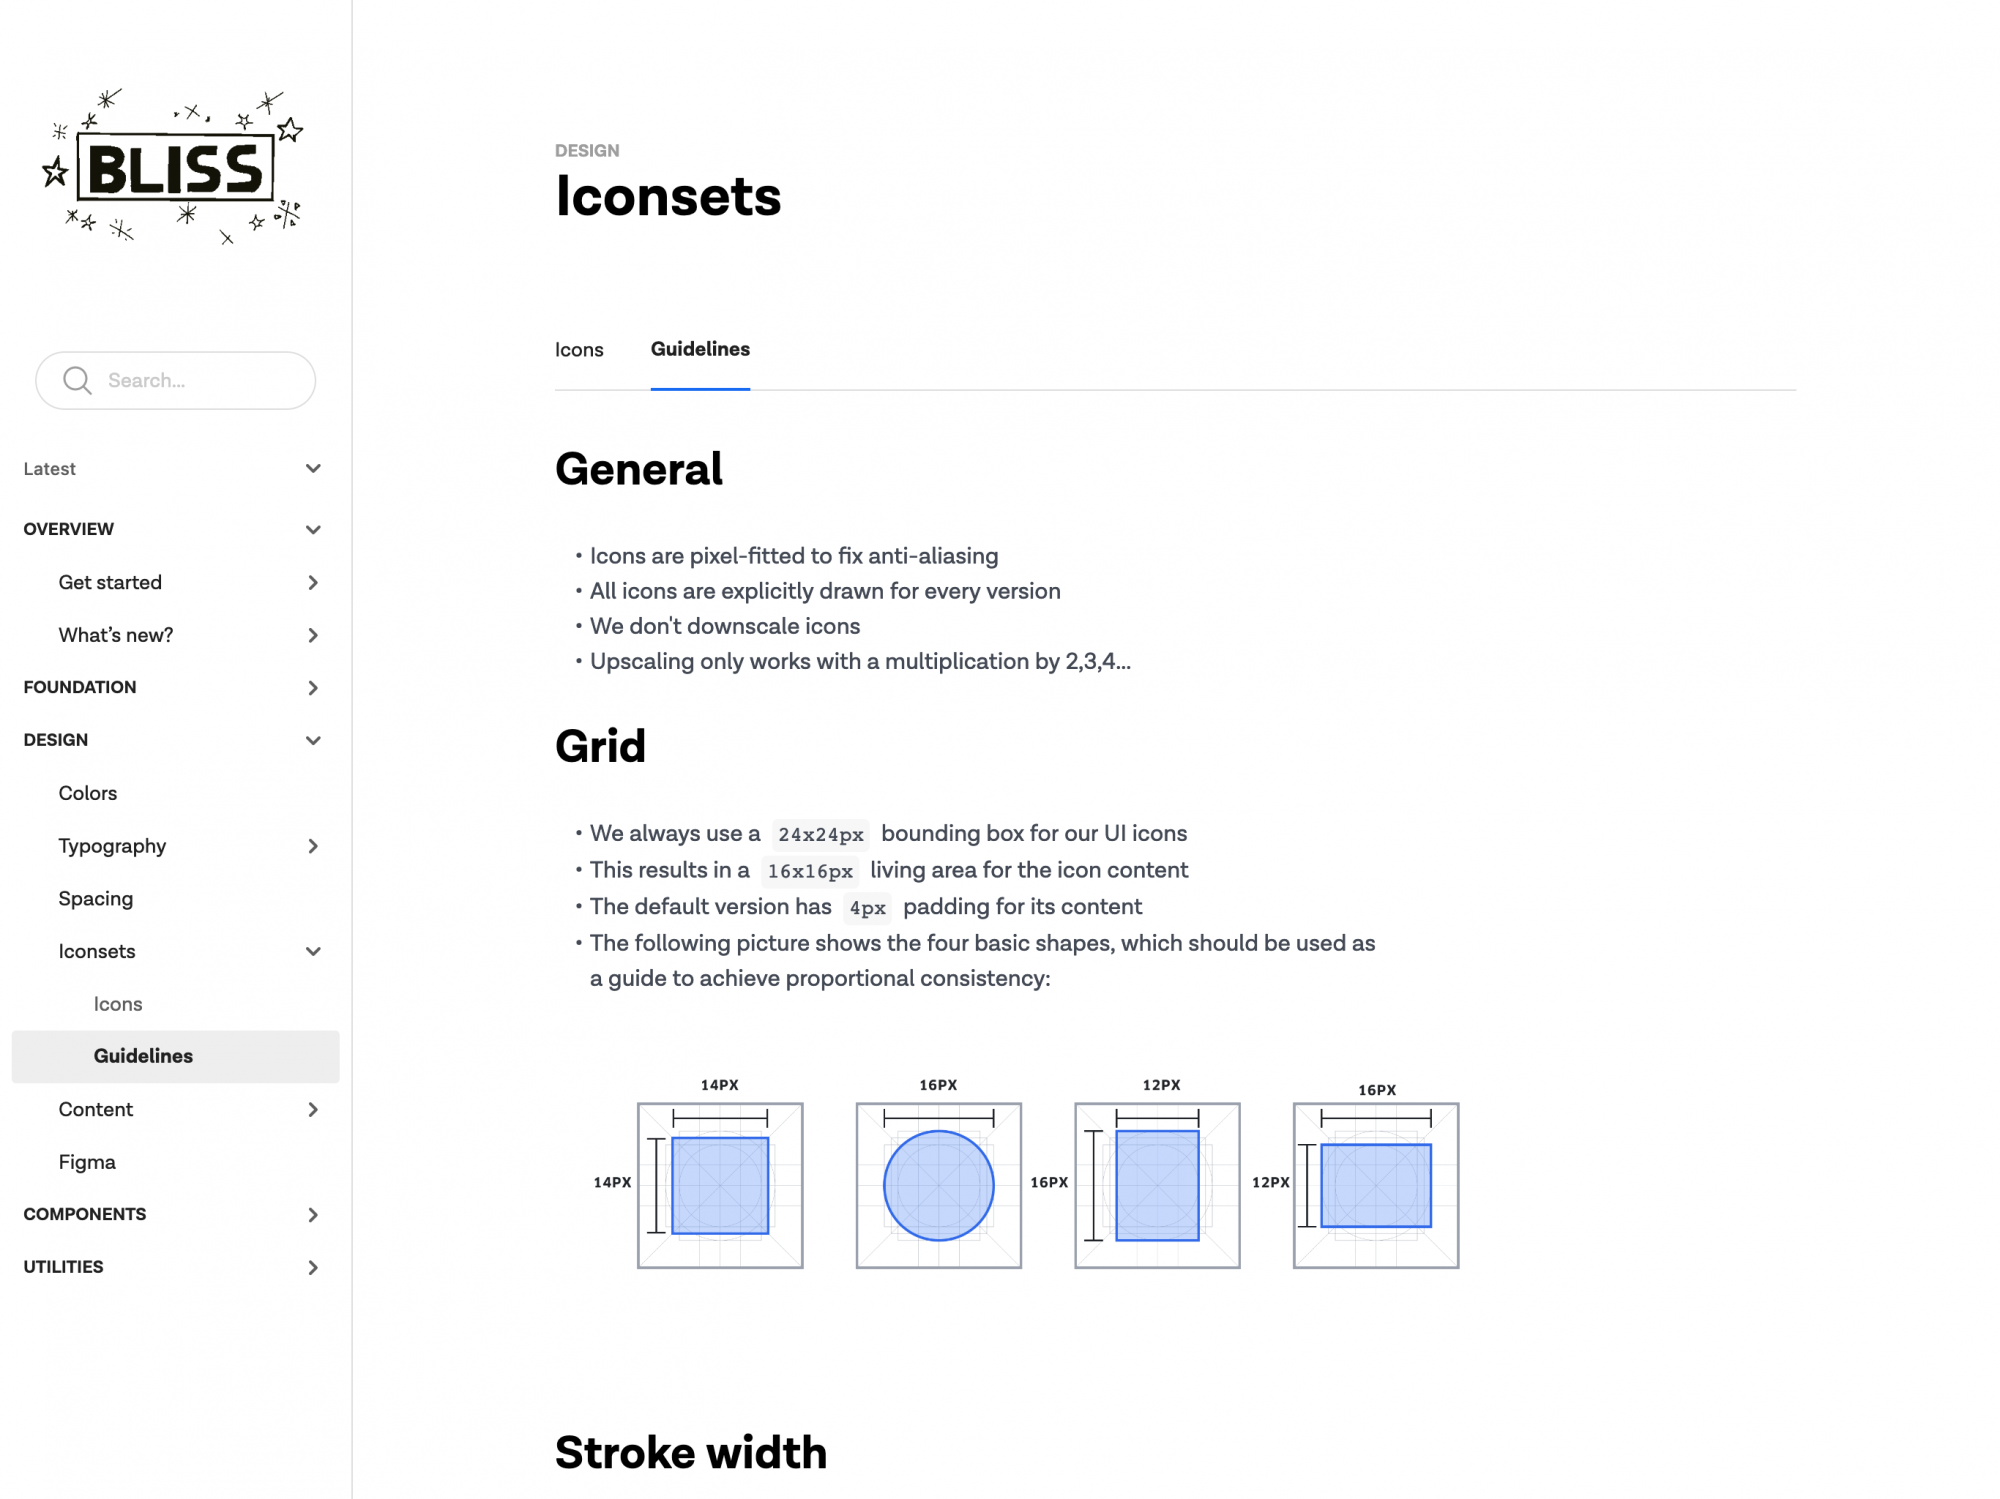 BLISS
Search...
Latest
OVERVIEW
Get started
What's new?
FOUNDATION
DESIGN
Colors
Typography
Spacing
Iconsets
Icons
Guidelines
Content
Figma
COMPONENTS
UTILITIES
DESIGN
Iconsets
Icons Guidelines
General
• Icons are pixel-fitted to fix anti-aliasing
• All icons are explicitly drawn for every version
• We don't downscale icons
• Upscaling only works with a multiplication by 2,3,4...
Grid
• We always use a 24x24px bounding box for our UI icons
• This results in a 16x16px living area for the icon content
• The default version has 4px padding for its content
• The following picture shows the four basic shapes, which should be used as
a guide to achieve proportional consistency:
14PX 16PX 12PX 16PX
14PX 16PX 12PX
Stroke width